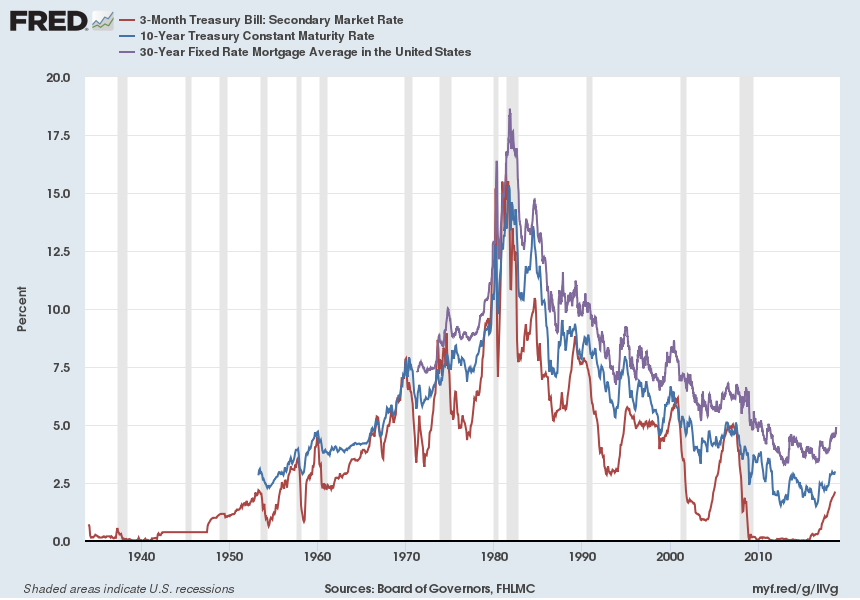 FRED
3-Month Treasury Bill: Secondary Market Rate
10-Year Treasury Constant Maturity Rate
30-Year Fixed Rate Mortgage Average in the United States
20.0
17.5
15.0
12.5
10.0
7.5
5.0
2.5
0.0
Percent
1940 1950 1960 1970 1980 1990 2000 2010
Shaded areas indicate U.S. recessions Sources: Board of Governors, FHLMC myf.red/g/lIVg